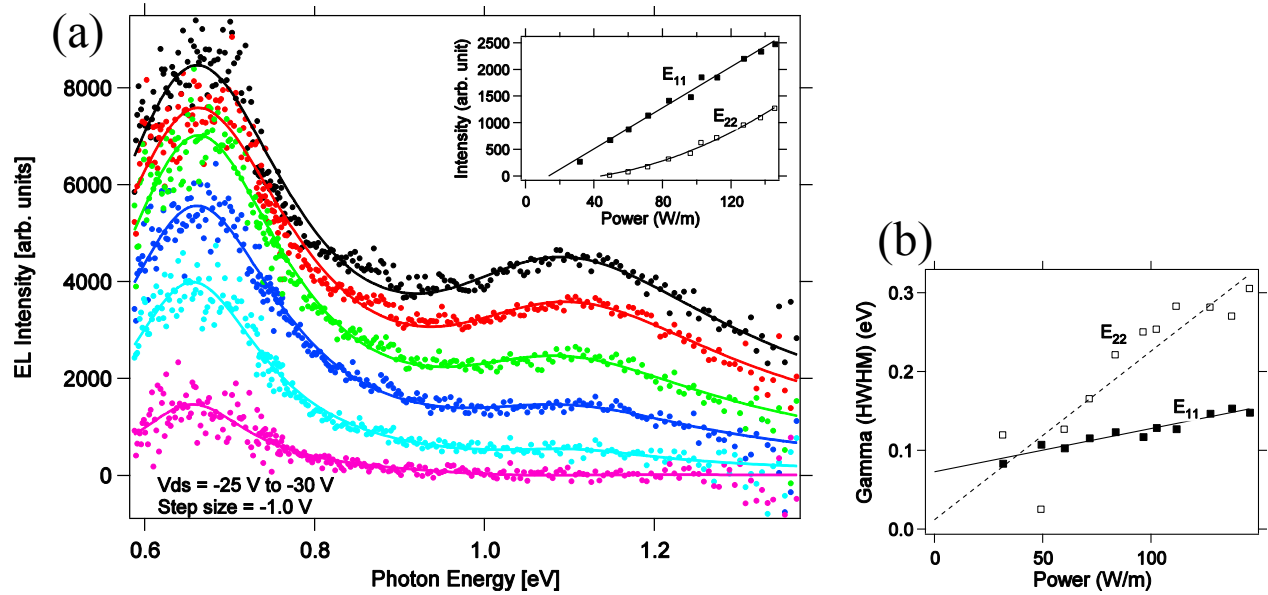 (a)
EL Intensity [arb. units]
8000
6000
4000
2000
0
0.6
0.8
1.0
1.2
Photon Energy [eV]
Vds = -25 V to -30 V
Step size = -1.0 V
Intensity (arb. unit)
2500
2000
1500
1000
500
0
0
40
80
120
Power (W/m)
E11
E22
(b)
Gamma (HWHM) (eV)
0.3
0.2
0.1
0.0
0
50
100
Power (W/m)
E22
E11